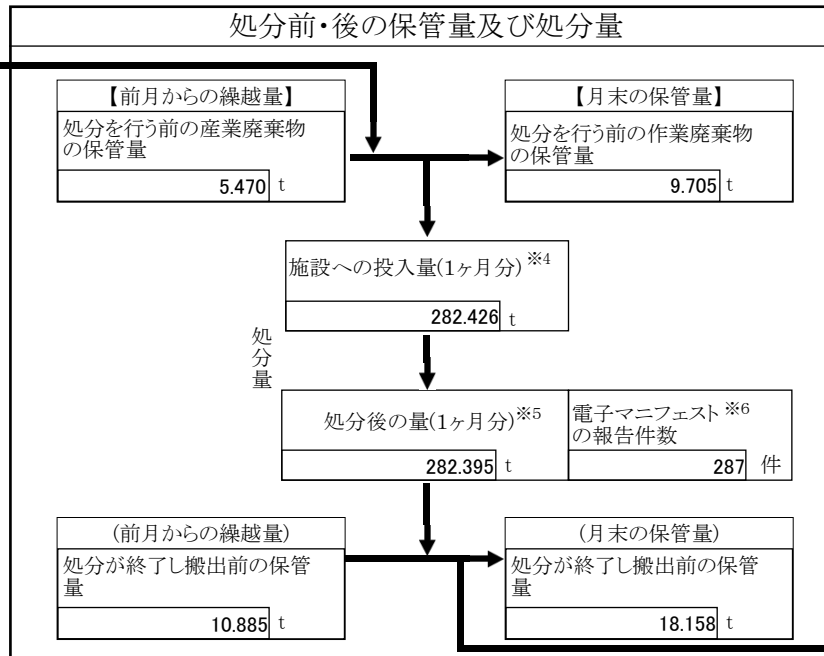 処分前・後の保管量及び処分量
【前月からの繰越量】
処分を行う前の産業廃棄物
の保管量
5.470 t
【月末の保管量】
処分を行う前の作業廃棄物
の保管量
9.705 t
施設への投入量(1ヶ月分)※4
282.426 t
処分量
処分後の量(1ヶ月分)※5
282.395 t
電子マニフェスト※6
の報告件数
287 件
(前月からの繰越量)
処分が終了し搬出前の保管
量
10.885 t
(月末の保管量)
処分が終了し搬出前の保管
量
18.158 t